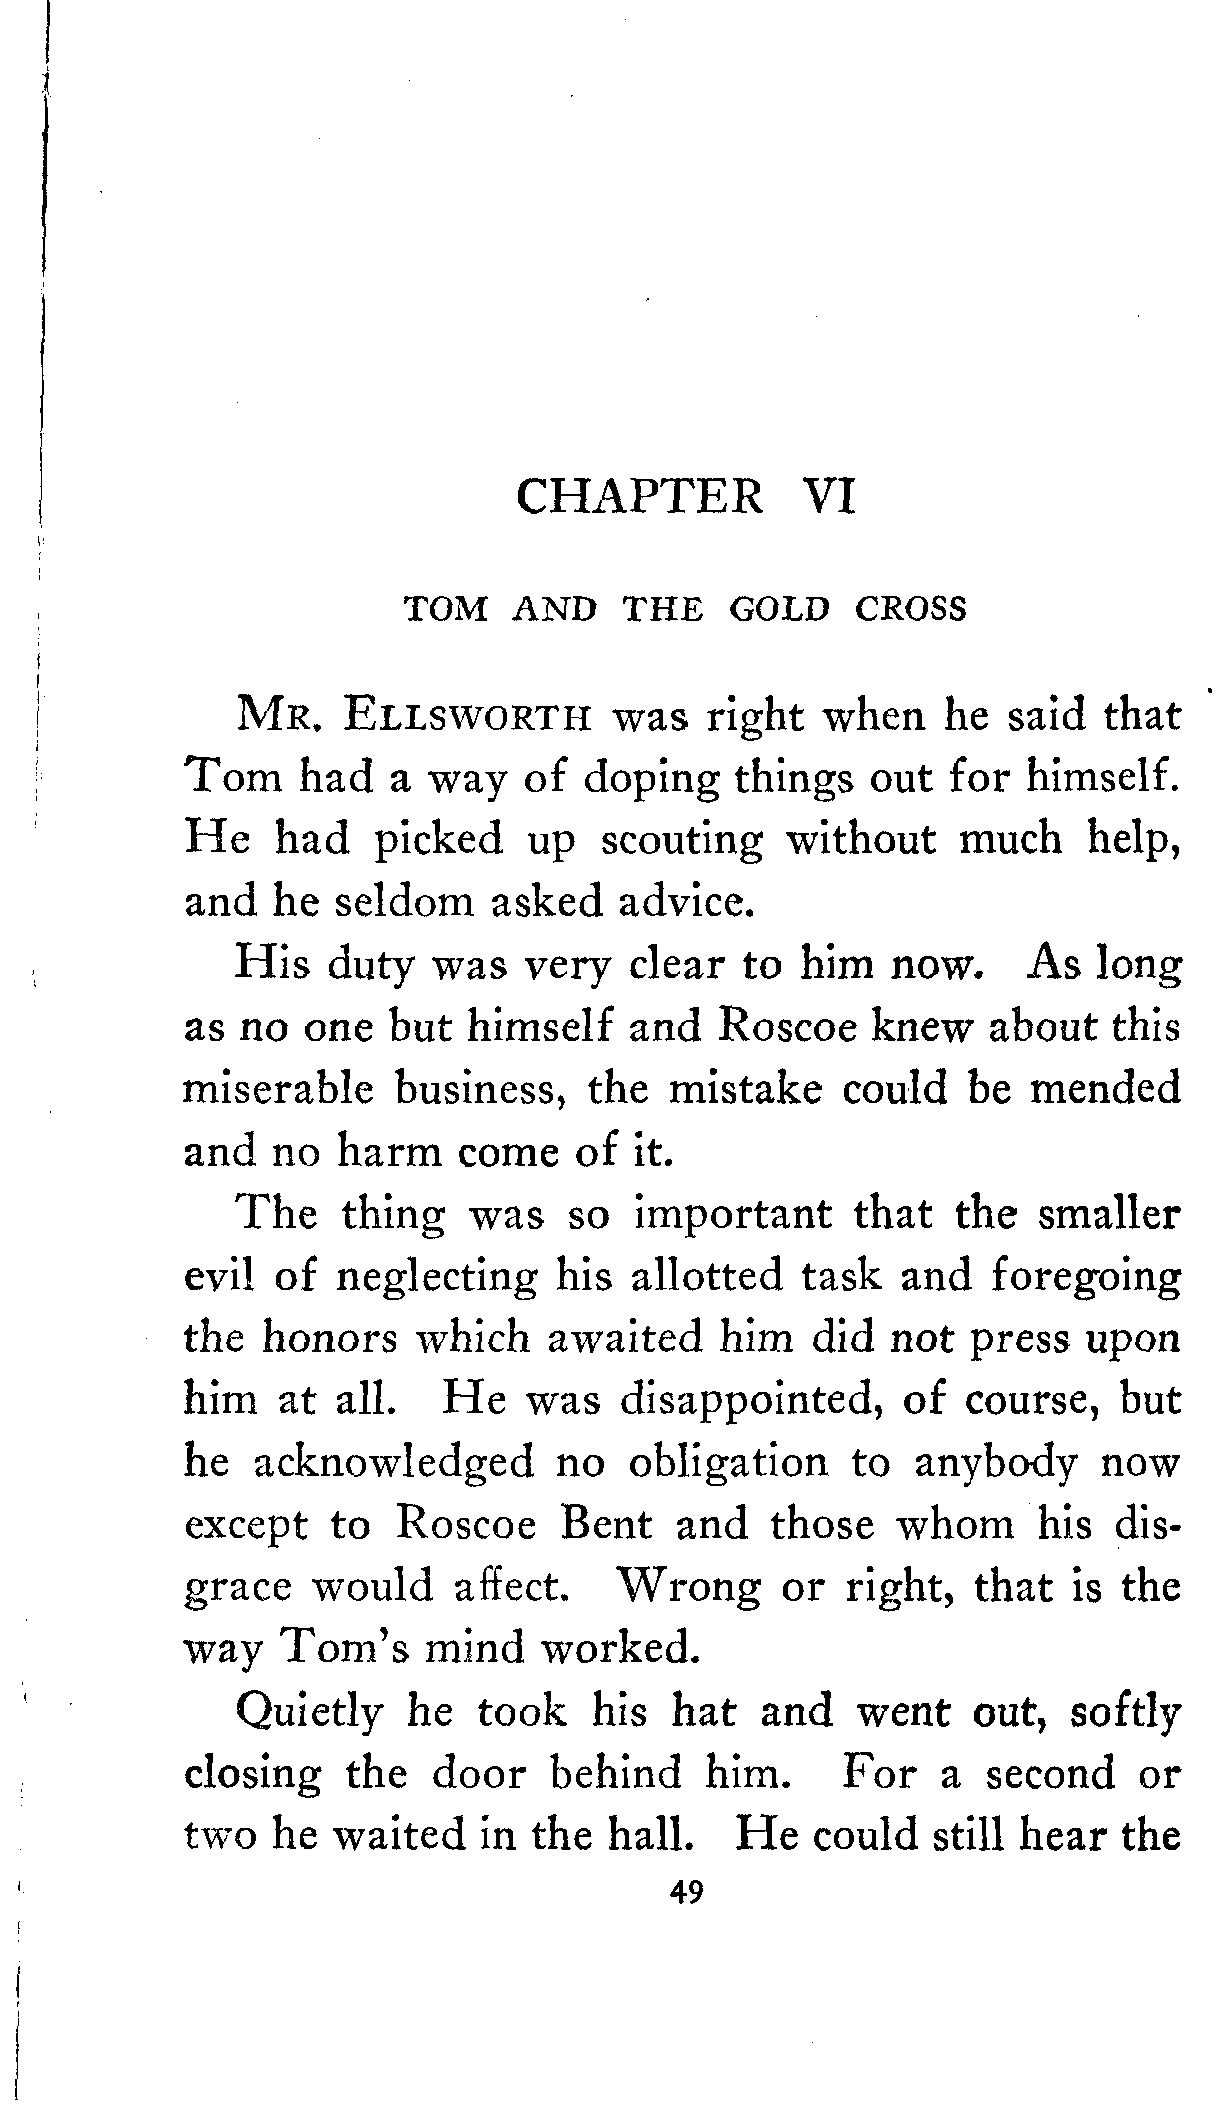 CHAPTER VI
TOM AND THE GOLD CROSS
MR. ELLSWORTH was right when he said that
Tom had a way of doping things out for himself.
He had picked up scouting without much help,
and he seldom asked advice.
His duty was very clear to him now. As long
as no one but himself and Roscoe knew about this
miserable business, the mistake could be mended
and no harm come of it.
The thing was so important that the smaller
evil of neglecting his allotted task and foregoing
the honors which awaited him did not press upon
him at all. He was disappointed, of course, but
he acknowledged no obligation to anybody now
except to Roscoe Bent and those whom his dis-
grace would affect. Wrong or right, that is the
way Tom's mind worked.
Quietly he took his hat and went out, softly
closing the door behind him. For a second or
two he waited in the hall. He could still hear the
49